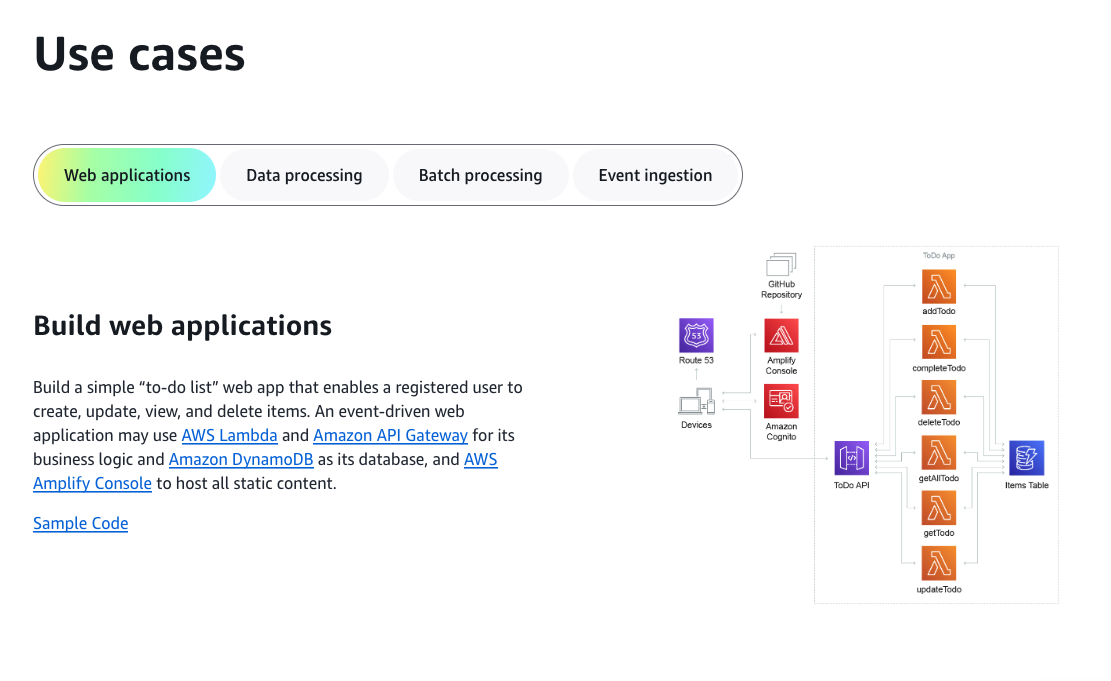 Use cases
Web applications
Data processing
Batch processing
Event ingestion
Build web applications
Build a simple “to-do list” web app that enables a registered user to
create, update, view, and delete items. An event-driven web
application may use AWS Lambda and Amazon API Gateway for its
business logic and Amazon DynamoDB as its database, and AWS
Amplify Console to host all static content.
Sample Code
GitHub
Repository
53
Route 53
Amplify
Console
Devices
Amazon
Cognito
ToDo App
addTodo
completeTodo
deleteTodo
getAllTodo
getTodo
updateTodo
ToDo API
Items Table